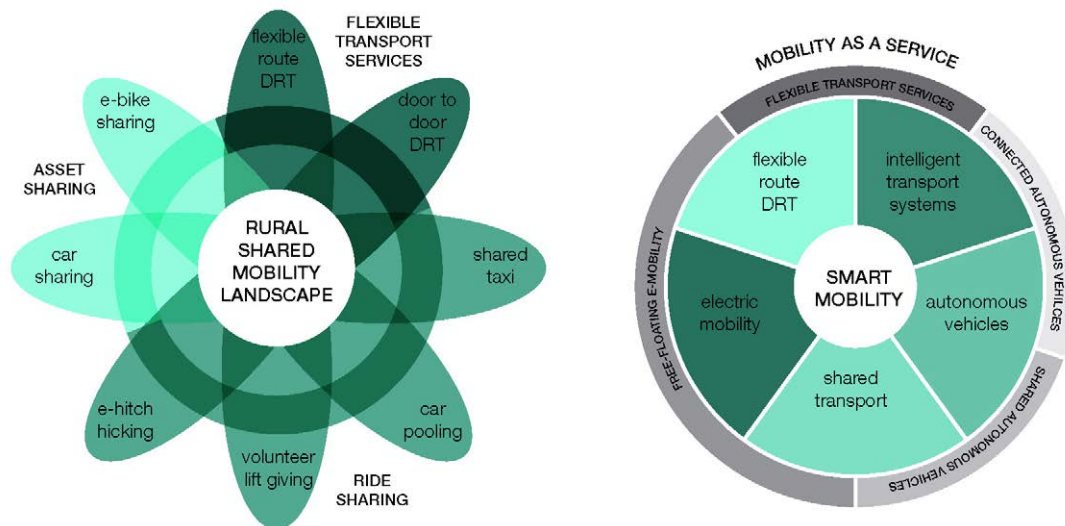 FLEXIBLE
TRANSPORT
SERVICES
flexible
route
DRT
door to
door
DRT
e-bike
sharing
ASSET
SHARING
car
sharing
RURAL
SHARED
MOBILITY
LANDSCAPE
shared
taxi
e-hitch
hicking
volunteer
lift giving
car
pooling
RIDE
SHARING
MOBILITY AS A SERVICE
FLEXIBLE TRANSPORT SERVICES
CONNECTED AUTONOMOUS VEHILCES
SHARED AUTONOMOUS VEHICLES
FREE-FLOATING E-MOBILITY
flexible
route
DRT
intelligent
transport
systems
SMART
MOBILITY
electric
mobility
autonomous
vehicles
shared
transport